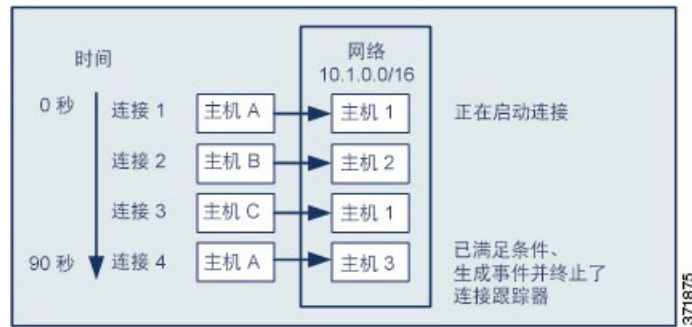 时间
网络
10.1.0.0/16
0 秒 连接 1 主机 A 主机 1 正在启动连接
连接 2 主机 B 主机 2
连接 3 主机 C 主机 1
90 秒 连接 4 主机 A 主机 3 已满足条件、
生成事件并终止了
连接跟踪器
371875